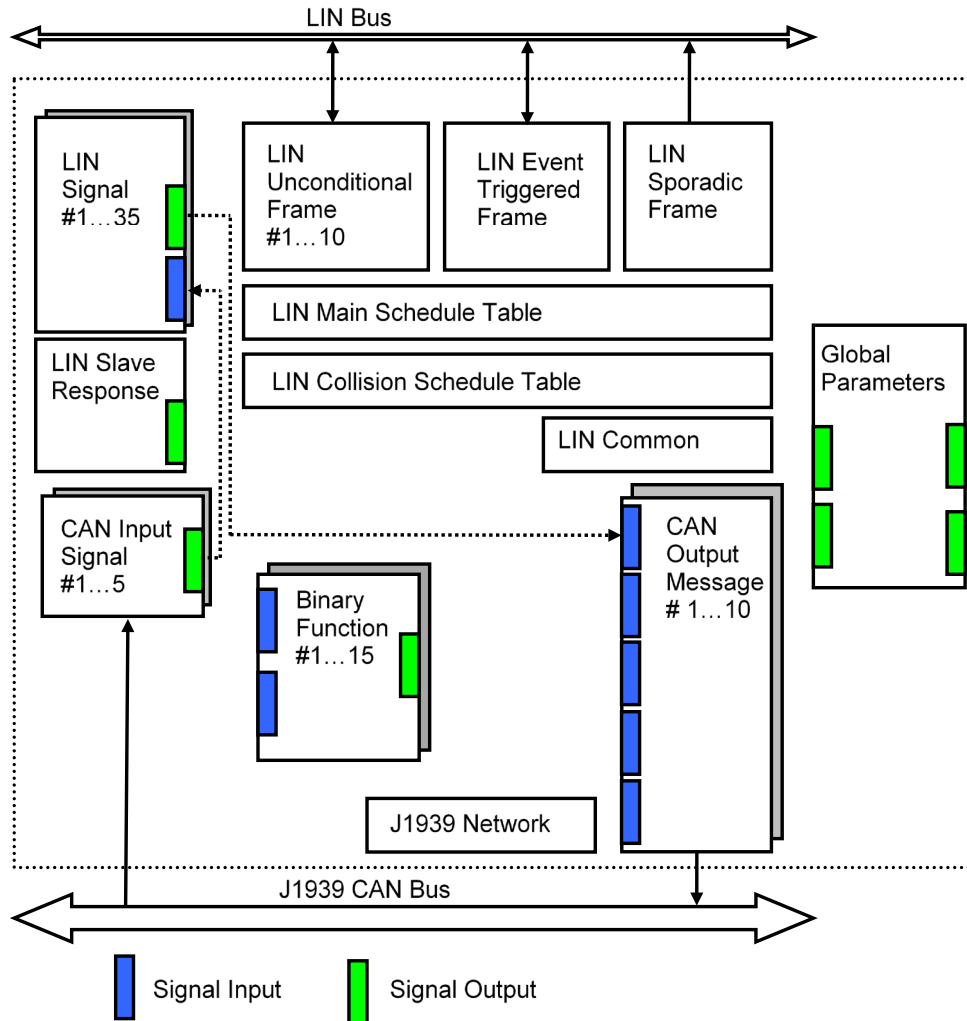 LIN Bus
LIN
Signal
#1…35
LIN
Unconditional
Frame
#1…10
LIN Event
Triggered
Frame
LIN
Sporadic
Frame
LIN Main Schedule Table
LIN Slave
Response
LIN Collision Schedule Table
Global
Parameters
LIN Common
CAN Input
Signal
#1…5
CAN
Output
Message
# 1…10
Binary
Function
#1…15
J1939 Network
J1939 CAN Bus
Signal Input
Signal Output